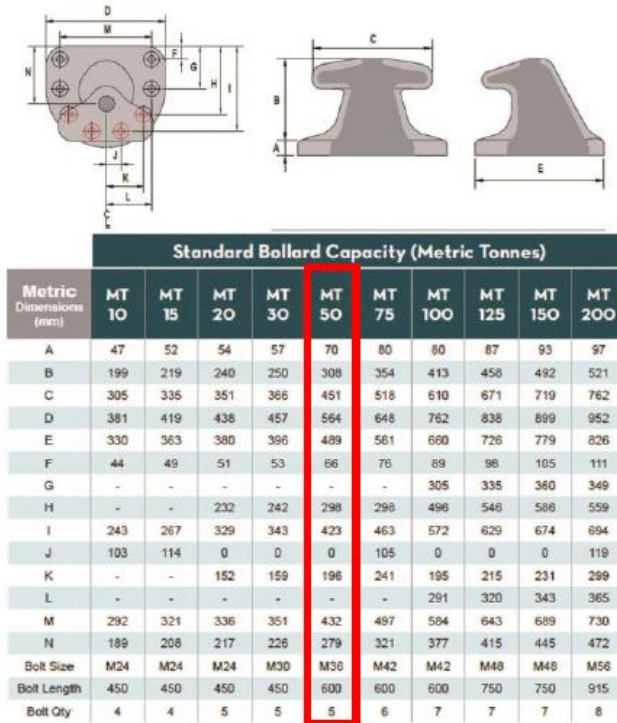 D
M
F
G
H
I
N
J
K
L
C
L
C
B
A
E
Standard Bollard Capacity (Metric Tonnes)
Metric Dimensions (mm) MT 10 MT 15 MT 20 MT 30 MT 50 MT 75 MT 100 MT 125 MT 150 MT 200
A 47 52 54 57 70 80 80 87 93 97
B 199 219 240 250 308 354 413 458 492 521
C 305 335 351 366 451 518 610 671 719 762
D 381 419 438 457 564 648 762 838 899 952
E 330 363 380 396 489 561 660 726 779 826
F 44 49 51 53 66 76 89 98 105 111
G - - - - - - 305 335 360 349
H - - 232 242 298 298 496 546 586 559
I 243 267 329 343 423 463 572 629 674 694
J 103 114 0 0 0 105 0 0 0 119
K - - 152 159 196 241 195 215 231 299
L - - - - - - 291 320 343 365
M 292 321 336 351 432 497 584 643 689 730
N 189 208 217 226 279 321 377 415 445 472
Bolt Size M24 M24 M24 M30 M36 M42 M42 M48 M48 M56
Bolt Length 450 450 450 450 600 600 600 750 750 915
Bolt Qty 4 4 5 5 5 6 7 7 7 8